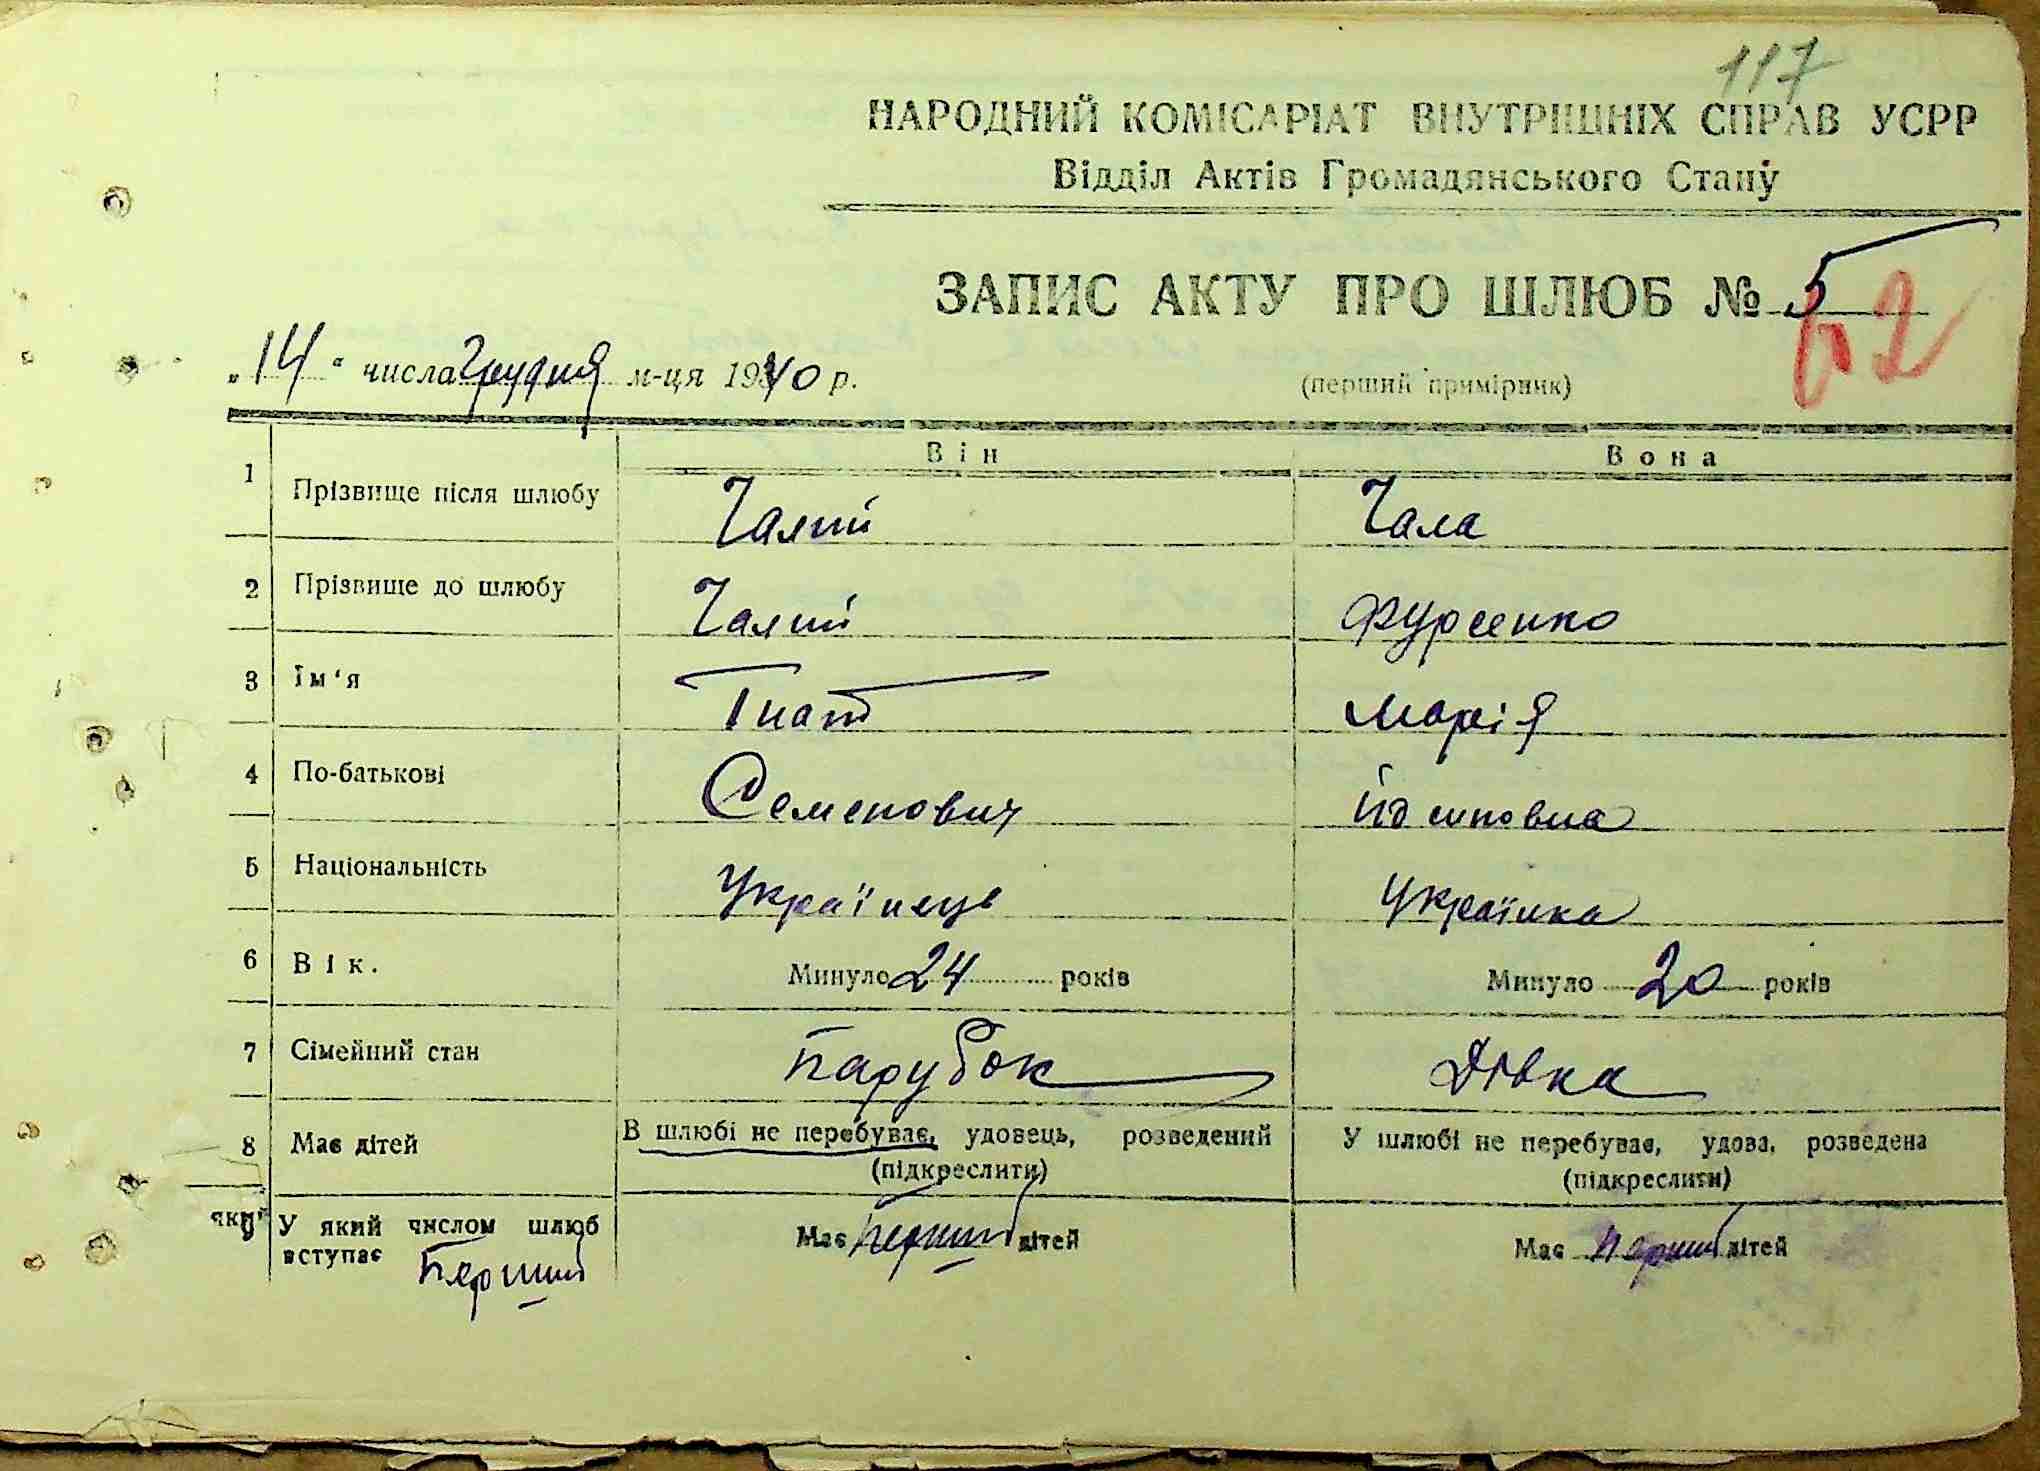 117
НАРОДНИЙ КОМІСАРІАТ ВНУТРІШНІХ СПРАВ УСРР
Відділ Актів Громадянського Стану
ЗАПИС АКТУ ПРО ШЛЮБ № 5
62
„14“ числа Грудня м-ця 1940 р. (перший примірник)
Він Вона
1 Прізвище після шлюбу Чалий Чала
2 Прізвище до шлюбу Чалий Фурсенко
3 Ім'я Гнат Марія
4 По-батькові Семенович Йосиповна
5 Національність Українець Українка
6 Вік. Минуло 24 років Минуло 20 років
7 Сімейний стан Парубок Дівка
8 Має дітей В шлюбі не перебуває, удовець, розведений У шлюбі не перебуває, удова, розведена
(підкреслити) (підкреслити)
9 У який числом шлюб вступає Перший Має перший дітей Має перший дітей